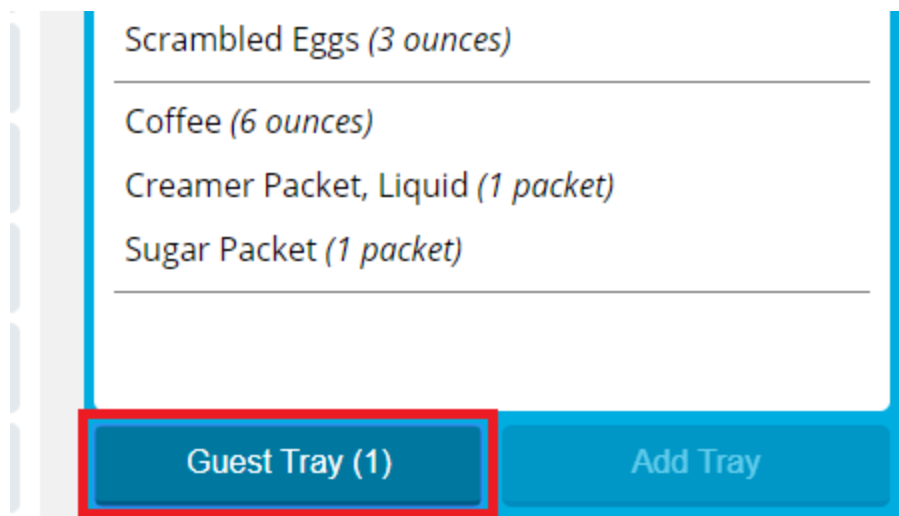 Scrambled Eggs (3 ounces)
Coffee (6 ounces)
Creamer Packet, Liquid (1 packet)
Sugar Packet (1 packet)
Guest Tray (1)
Add Tray